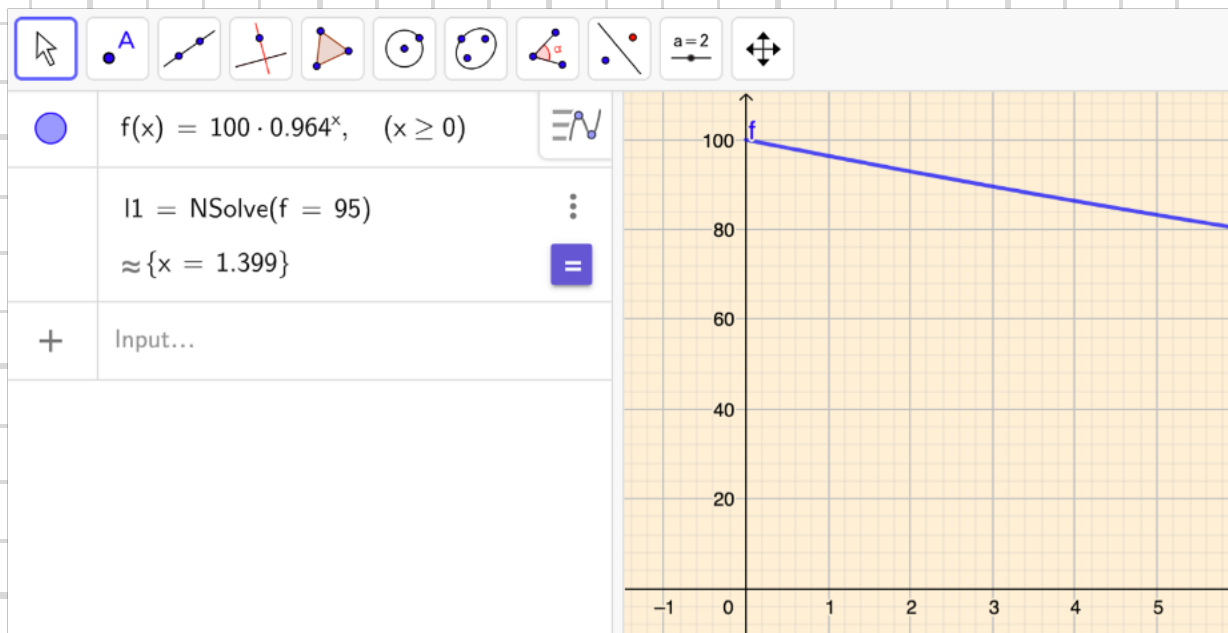 A
α
a=2
f(x) = 100 · 0.964ˣ, (x ≥ 0)
l1 = NSolve(f = 95)
≈ {x = 1.399}
=
+
Input...
f
100
80
60
40
20
−1 0 1 2 3 4 5